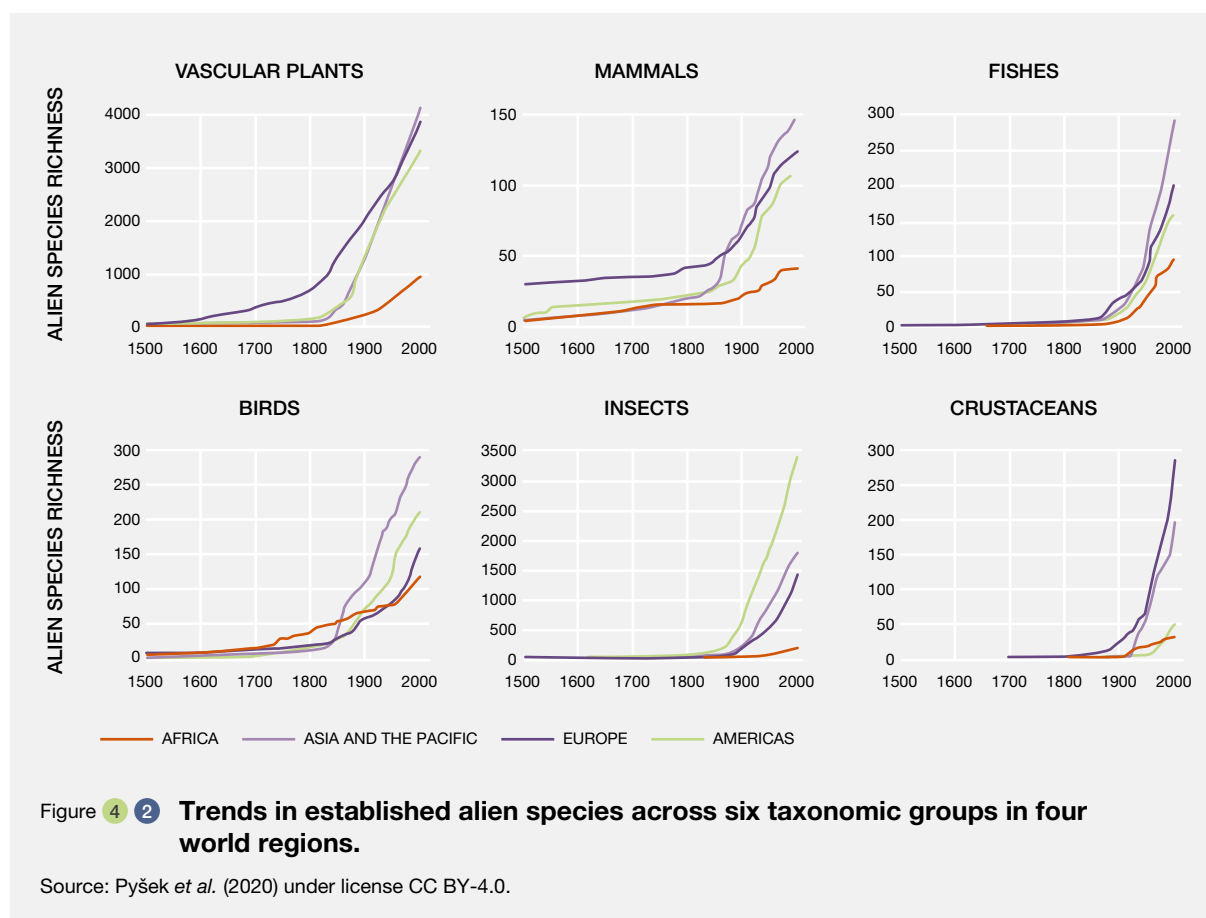 VASCULAR PLANTS
ALIEN SPECIES RICHNESS
4000
3000
2000
1000
0
1500 1600 1700 1800 1900 2000
MAMMALS
150
100
50
0
1500 1600 1700 1800 1900 2000
FISHES
300
250
200
150
100
50
0
1500 1600 1700 1800 1900 2000
BIRDS
ALIEN SPECIES RICHNESS
300
250
200
150
100
50
0
1500 1600 1700 1800 1900 2000
INSECTS
3500
3000
2000
2500
1500
1000
500
0
1500 1600 1700 1800 1900 2000
CRUSTACEANS
300
250
200
150
100
50
0
1500 1600 1700 1800 1900 2000
AFRICA ASIA AND THE PACIFIC EUROPE AMERICAS
Figure 4 2 Trends in established alien species across six taxonomic groups in four
world regions.
Source: Pyšek et al. (2020) under license CC BY-4.0.